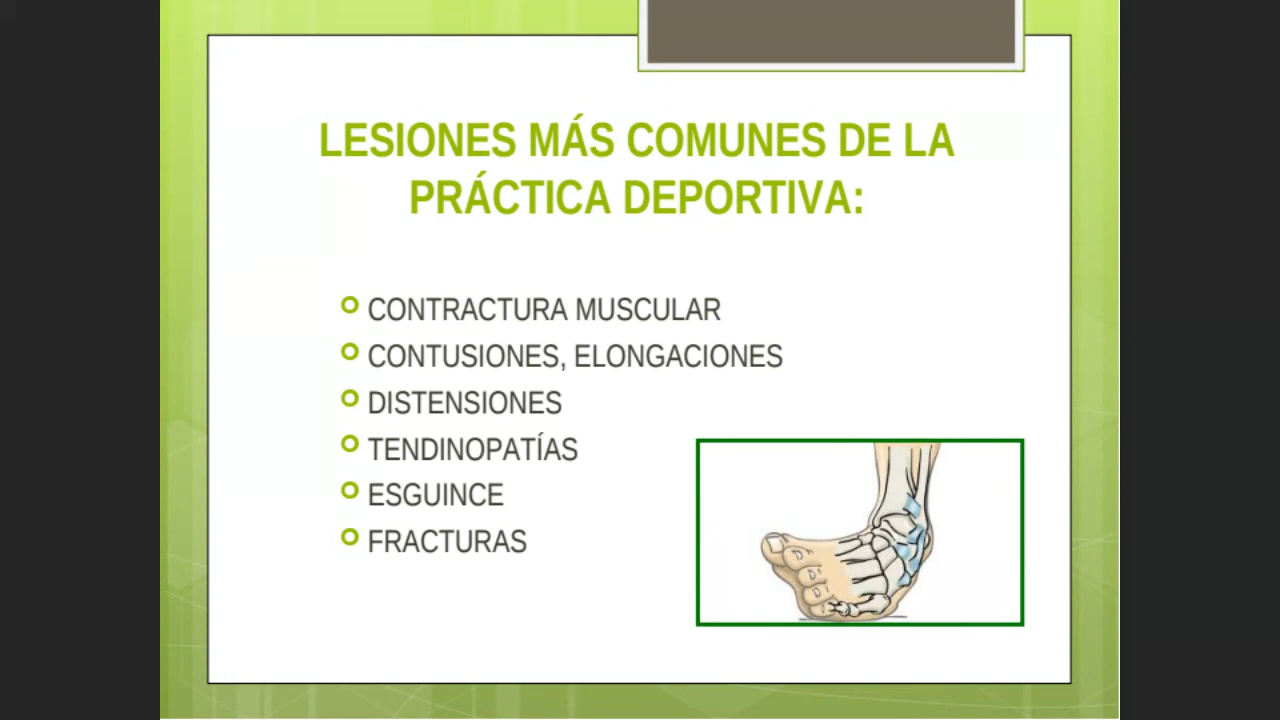 LESIONES MÁS COMUNES DE LA
PRÁCTICA DEPORTIVA:
CONTRACTURA MUSCULAR
CONTUSIONES, ELONGACIONES
DISTENSIONES
TENDINOPATÍAS
ESGUINCE
FRACTURAS